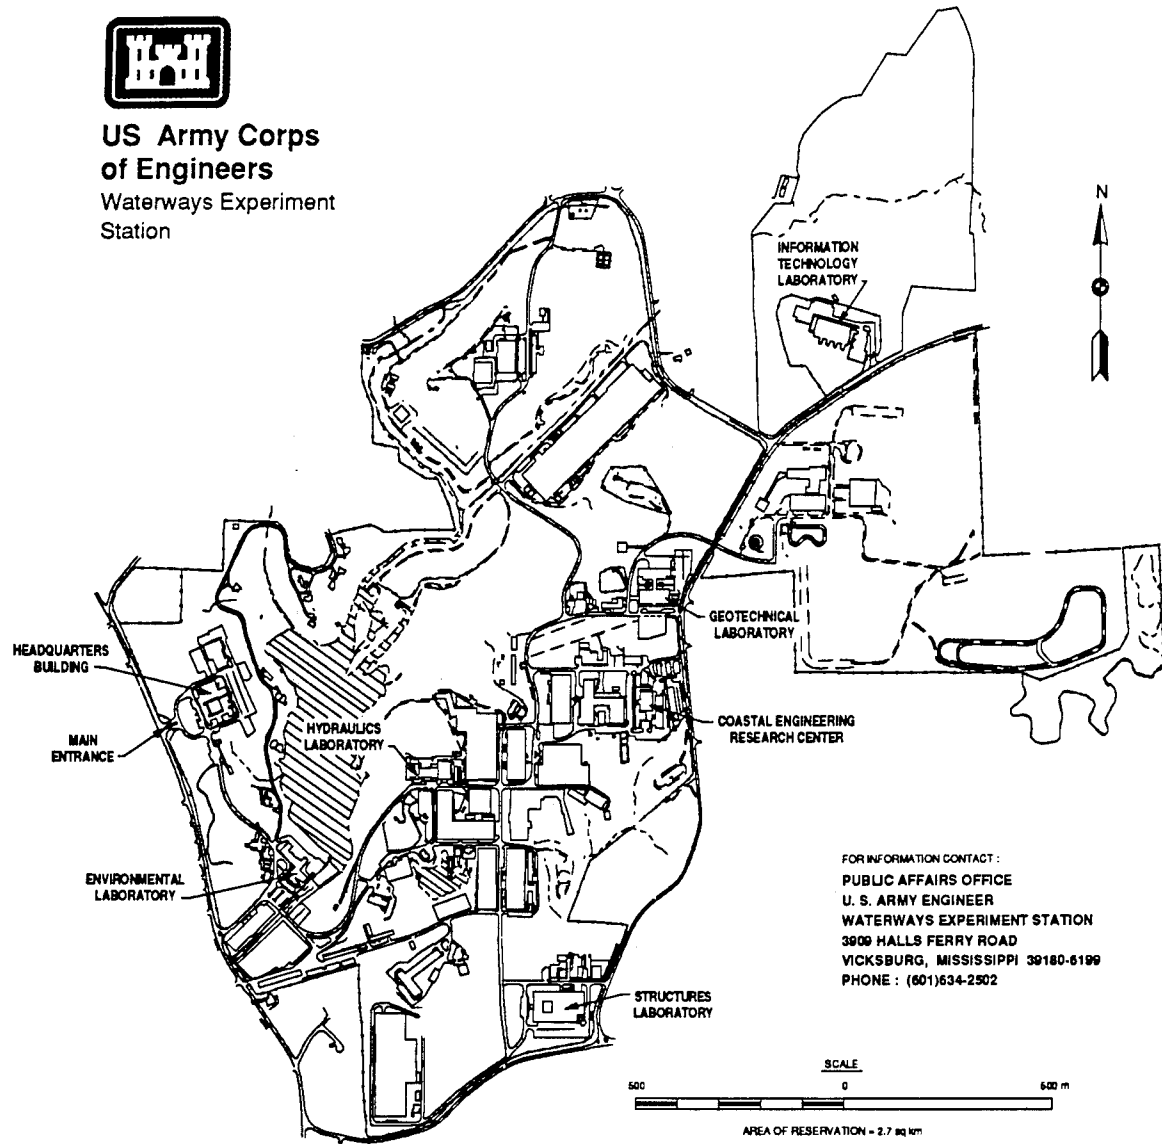 US Army Corps
of Engineers
Waterways Experiment
Station
N
INFORMATION
TECHNOLOGY
LABORATORY
GEOTECHNICAL
LABORATORY
HEADQUARTERS
BUILDING
MAIN
ENTRANCE
HYDRAULICS
LABORATORY
COASTAL ENGINEERING
RESEARCH CENTER
ENVIRONMENTAL
LABORATORY
STRUCTURES
LABORATORY
FOR INFORMATION CONTACT :
PUBLIC AFFAIRS OFFICE
U. S. ARMY ENGINEER
WATERWAYS EXPERIMENT STATION
3909 HALLS FERRY ROAD
VICKSBURG, MISSISSIPPI 39180-6199
PHONE : (601)634-2502
SCALE
500 0 500 m
AREA OF RESERVATION = 2.7 sq km